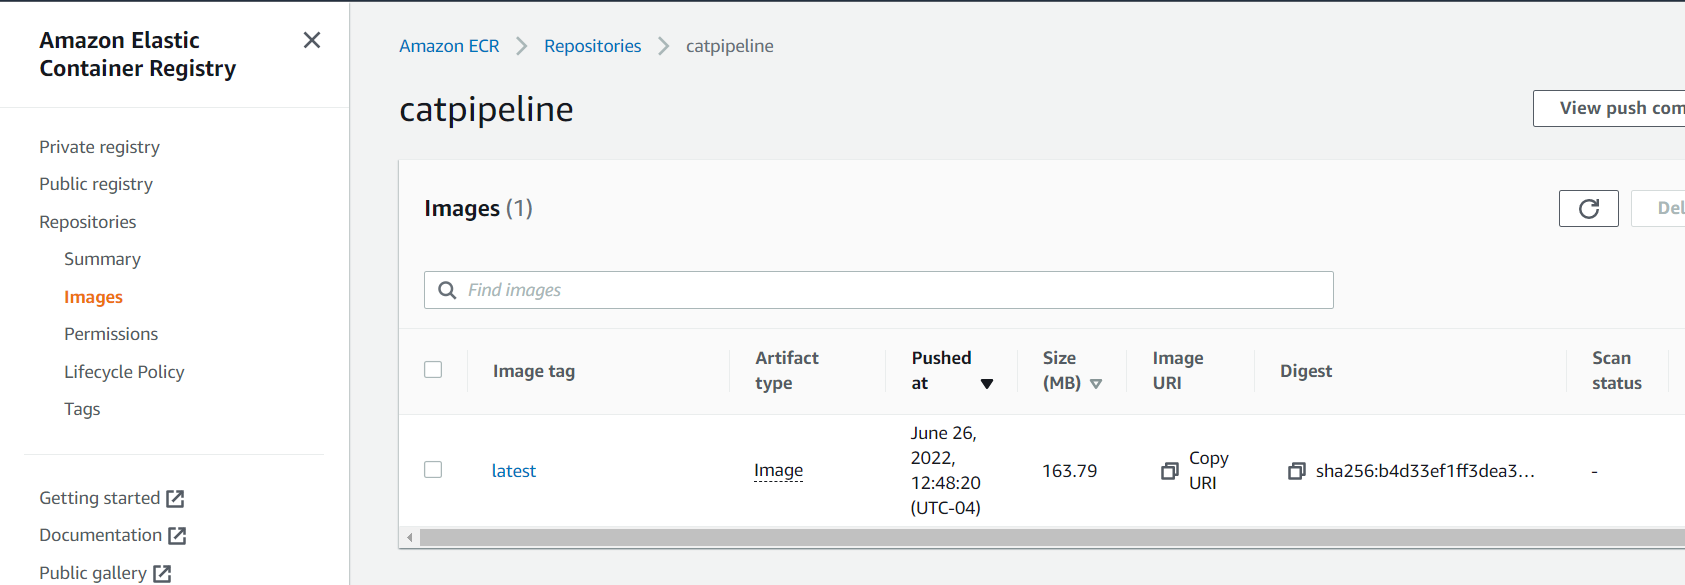 Amazon Elastic
Container Registry
Private registry
Public registry
Repositories
Summary
Images
Permissions
Lifecycle Policy
Tags
Getting started
Documentation
Public gallery
Amazon ECR > Repositories > catpipeline
catpipeline
View push com
Images (1)
Del
Find images
Image tag
Artifact
type
Pushed
at
Size
(MB)
Image
URI
Digest
Scan
status
latest
Image
June 26,
2022,
12:48:20
(UTC-04)
163.79
Copy
URI
sha256:b4d33ef1ff3dea3...
-